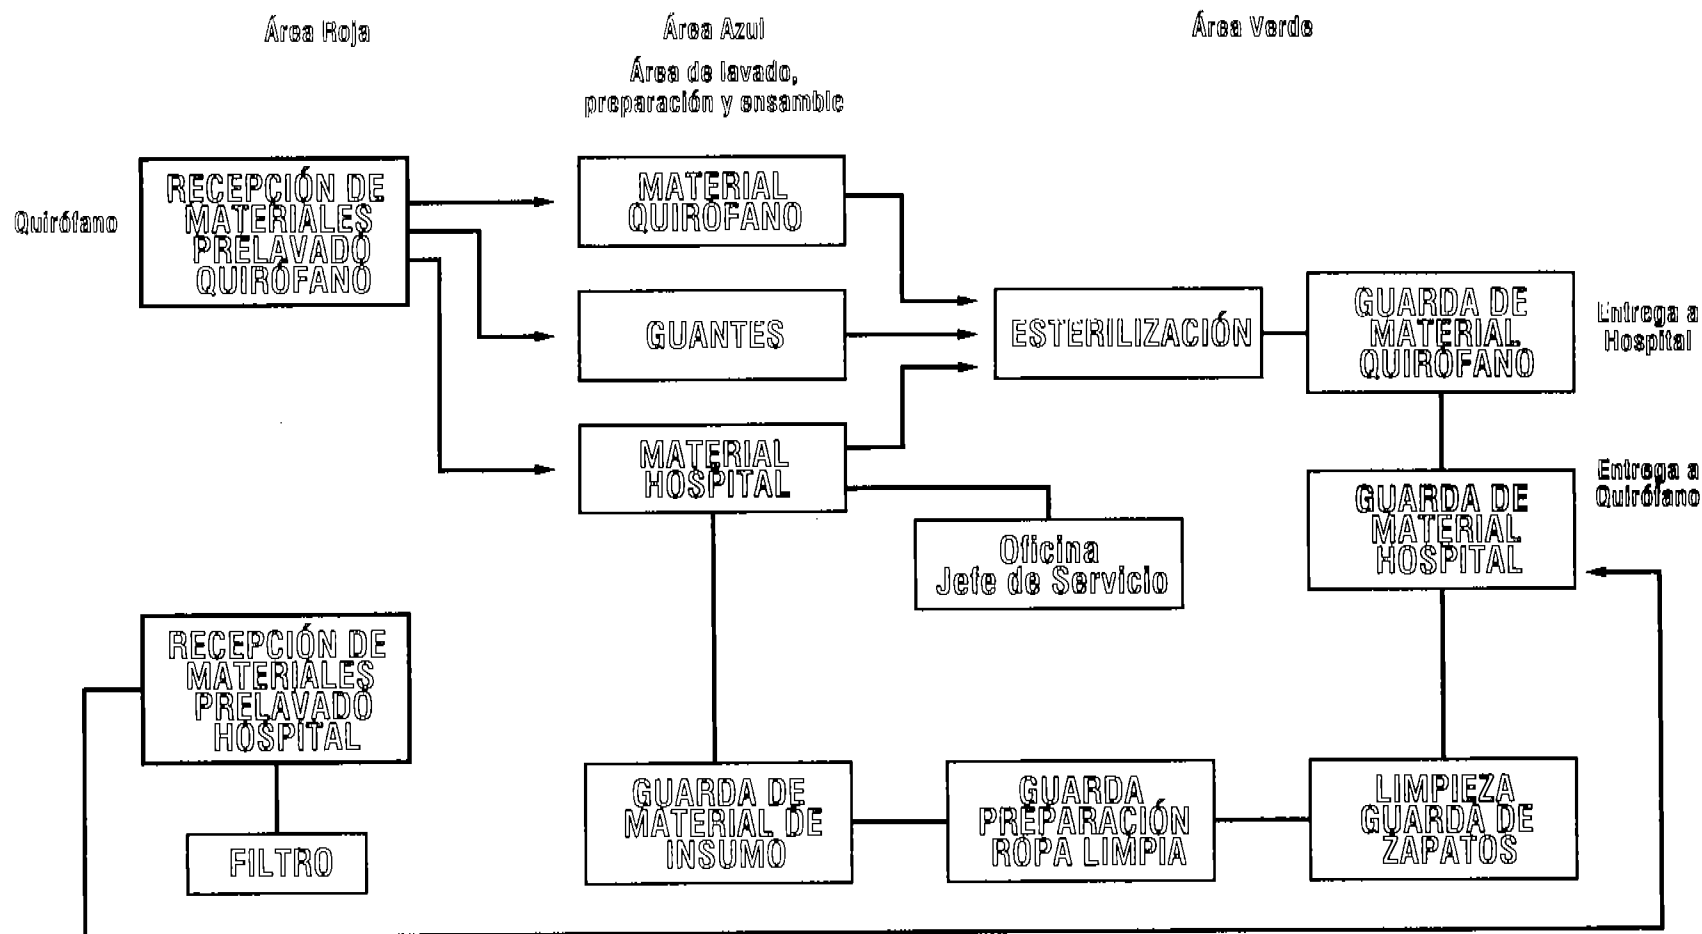 Área Roja
Área Azul
Área Verde
Área de lavado,
preparación y ensamble
Quirófano
RECEPCIÓN DE
MATERIALES
PRELAVADO
QUIRÓFANO
MATERIAL
QUIRÓFANO
GUANTES
MATERIAL
HOSPITAL
ESTERILIZACIÓN
GUARDA DE
MATERIAL
QUIRÓFANO
Entrega a
Hospital
GUARDA DE
MATERIAL
HOSPITAL
Entrega a
Quirófano
Oficina
Jefe de Servicio
RECEPCIÓN DE
MATERIALES
PRELAVADO
HOSPITAL
FILTRO
GUARDA DE
MATERIAL DE
INSUMO
GUARDA
PREPARACIÓN
ROPA LIMPIA
LIMPIEZA
GUARDA DE
ZAPATOS